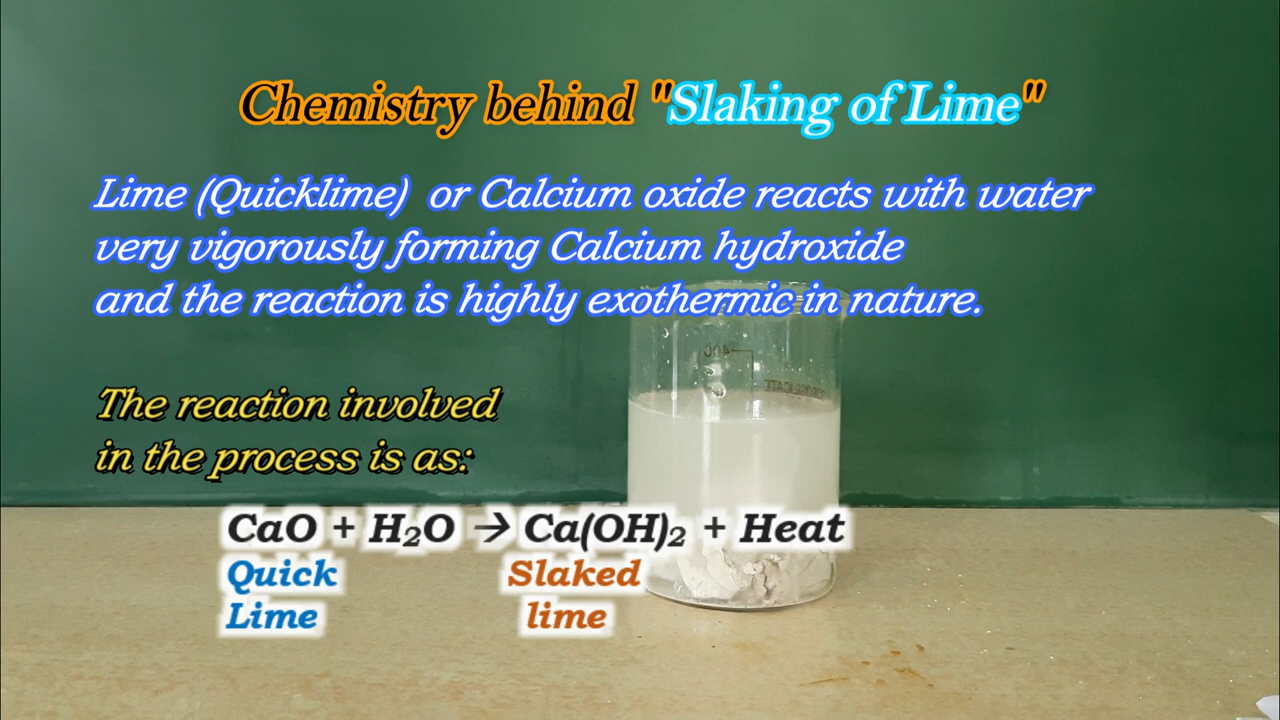 Chemistry behind "Slaking of Lime"
Lime (Quicklime) or Calcium oxide reacts with water
very vigorously forming Calcium hydroxide
and the reaction is highly exothermic in nature.
400
The reaction involved
in the process is as:
CaO + H₂O → Ca(OH)₂ + Heat
Quick Slaked
Lime lime